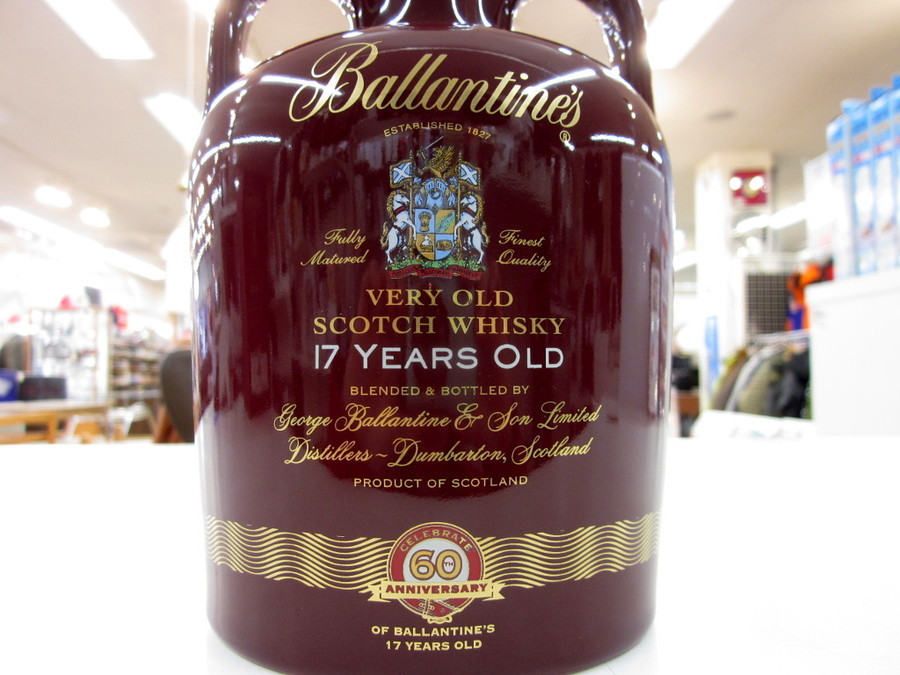 Ballantine's®
ESTABLISHED 1827
Fully Matured
Finest Quality
VERY OLD
SCOTCH WHISKY
17 YEARS OLD
BLENDED & BOTTLED BY
George Ballantine & Son Limited
Distillers ~ Dumbarton, Scotland
PRODUCT OF SCOTLAND
CELEBRATE
60TH
ANNIVERSARY
OF BALLANTINE'S
17 YEARS OLD